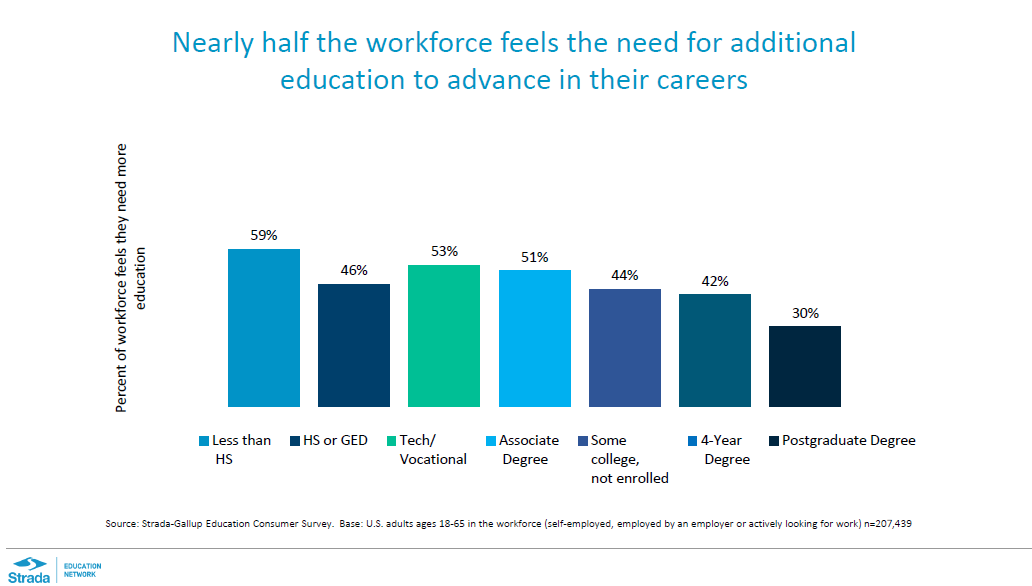 Nearly half the workforce feels the need for additional
education to advance in their careers
Percent of workforce feels they need more
education
59%
46%
53%
51%
44%
42%
30%
Less than
HS
HS or GED
Tech/
Vocational
Associate
Degree
Some
college,
not enrolled
4-Year
Degree
Postgraduate Degree
Source: Strada-Gallup Education Consumer Survey. Base: U.S. adults ages 18-65 in the workforce (self-employed, employed by an employer or actively looking for work) n=207,439
Strada
EDUCATION
NETWORK